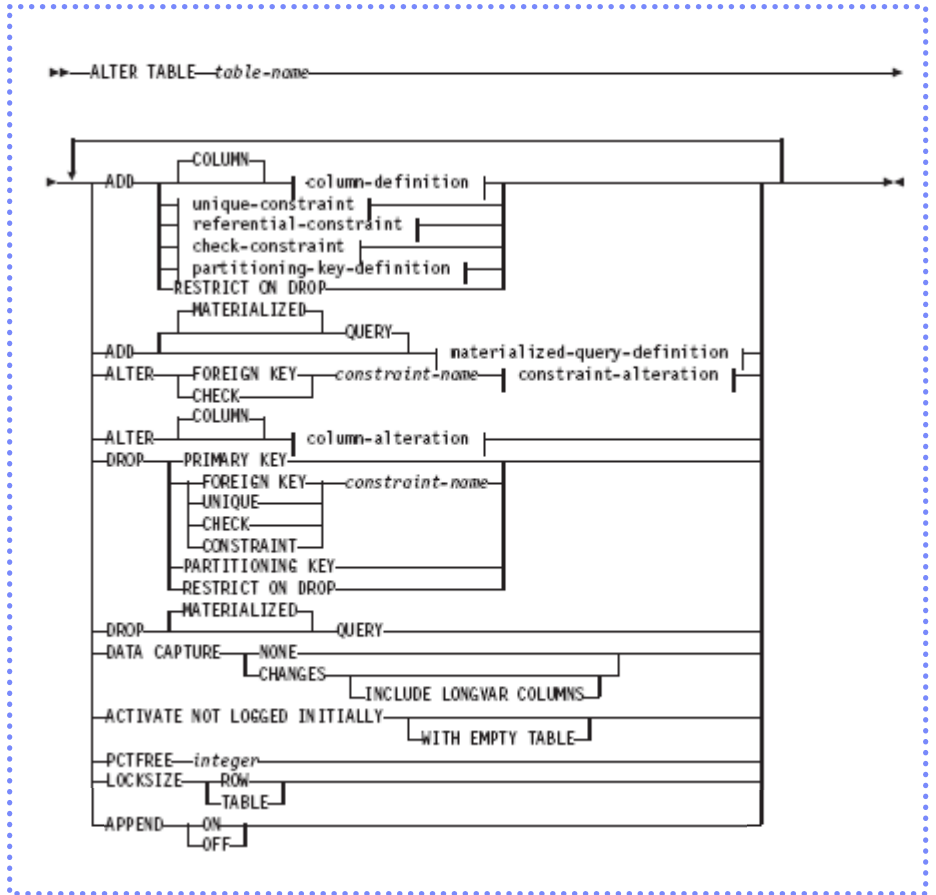 ALTER TABLE table-name
COLUMN
ADD column-definition
unique-constraint
referential-constraint
check-constraint
partitioning-key-definition
RESTRICT ON DROP
MATERIALIZED
QUERY
ADD materialized-query-definition
ALTER FOREIGN KEY constraint-name constraint-alteration
CHECK
COLUMN
ALTER column-alteration
DROP PRIMARY KEY
FOREIGN KEY constraint-name
UNIQUE
CHECK
CONSTRAINT
PARTITIONING KEY
RESTRICT ON DROP
MATERIALIZED
DROP QUERY
DATA CAPTURE NONE
CHANGES
INCLUDE LONGVAR COLUMNS
ACTIVATE NOT LOGGED INITIALLY
WITH EMPTY TABLE
PCTFREE integer
LOCKSIZE ROW
TABLE
APPEND ON
OFF